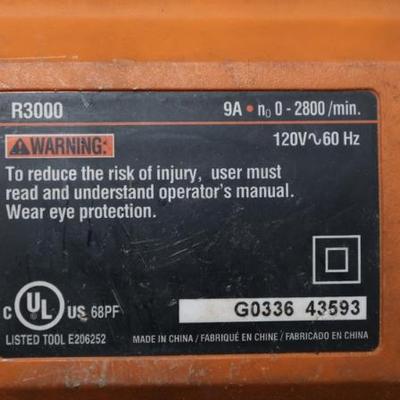 R3000 9A • n₀ 0 - 2800 /min.
⚠WARNING: 120V∿60 Hz
To reduce the risk of injury, user must
read and understand operator's manual.
Wear eye protection.
C UL US 68PF G0336 43593
LISTED TOOL E206252 MADE IN CHINA / FABRIQUÉ EN CHINE / FABRICADO EN CHINA